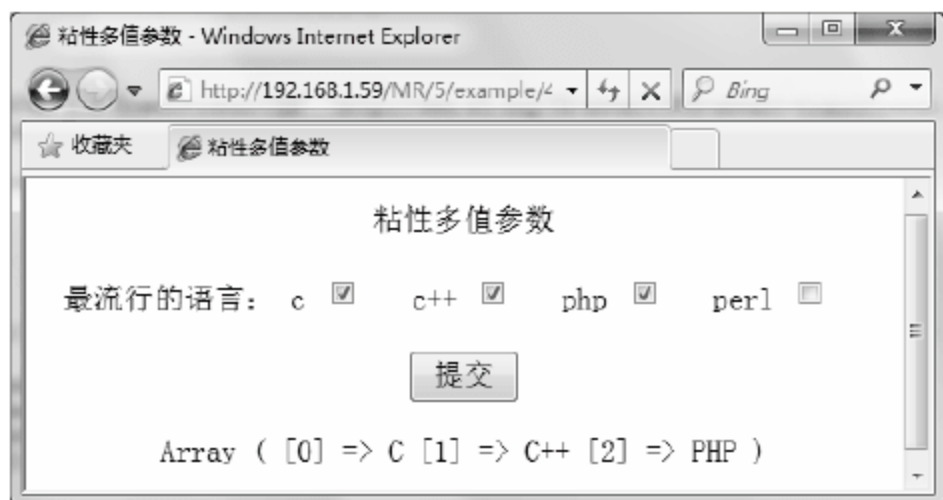 粘性多值参数 - Windows Internet Explorer
http://192.168.1.59/MR/5/example/4
Bing
收藏夹
粘性多值参数
粘性多值参数
最流行的语言： c c++ php perl
提交
Array ( [0] => C [1] => C++ [2] => PHP )